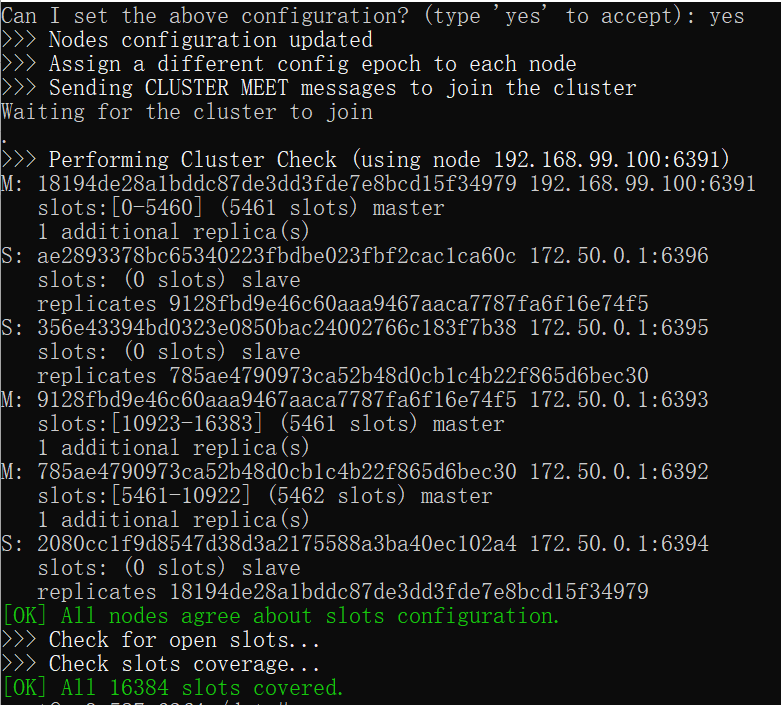 Can I set the above configuration? (type 'yes' to accept): yes
>>> Nodes configuration updated
>>> Assign a different config epoch to each node
>>> Sending CLUSTER MEET messages to join the cluster
Waiting for the cluster to join
.
>>> Performing Cluster Check (using node 192.168.99.100:6391)
M: 18194de28a1bddc87de3dd3fde7e8bcd15f34979 192.168.99.100:6391
   slots:[0-5460] (5461 slots) master
   1 additional replica(s)
S: ae2893378bc65340223fbdbe023fbf2cac1ca60c 172.50.0.1:6396
   slots: (0 slots) slave
   replicates 9128fbd9e46c60aaa9467aaca7787fa6f16e74f5
S: 356e43394bd0323e0850bac24002766c183f7b38 172.50.0.1:6395
   slots: (0 slots) slave
   replicates 785ae4790973ca52b48d0cb1c4b22f865d6bec30
M: 9128fbd9e46c60aaa9467aaca7787fa6f16e74f5 172.50.0.1:6393
   slots:[10923-16383] (5461 slots) master
   1 additional replica(s)
M: 785ae4790973ca52b48d0cb1c4b22f865d6bec30 172.50.0.1:6392
   slots:[5461-10922] (5462 slots) master
   1 additional replica(s)
S: 2080cc1f9d8547d38d3a2175588a3ba40ec102a4 172.50.0.1:6394
   slots: (0 slots) slave
   replicates 18194de28a1bddc87de3dd3fde7e8bcd15f34979
[OK] All nodes agree about slots configuration.
>>> Check for open slots...
>>> Check slots coverage...
[OK] All 16384 slots covered.